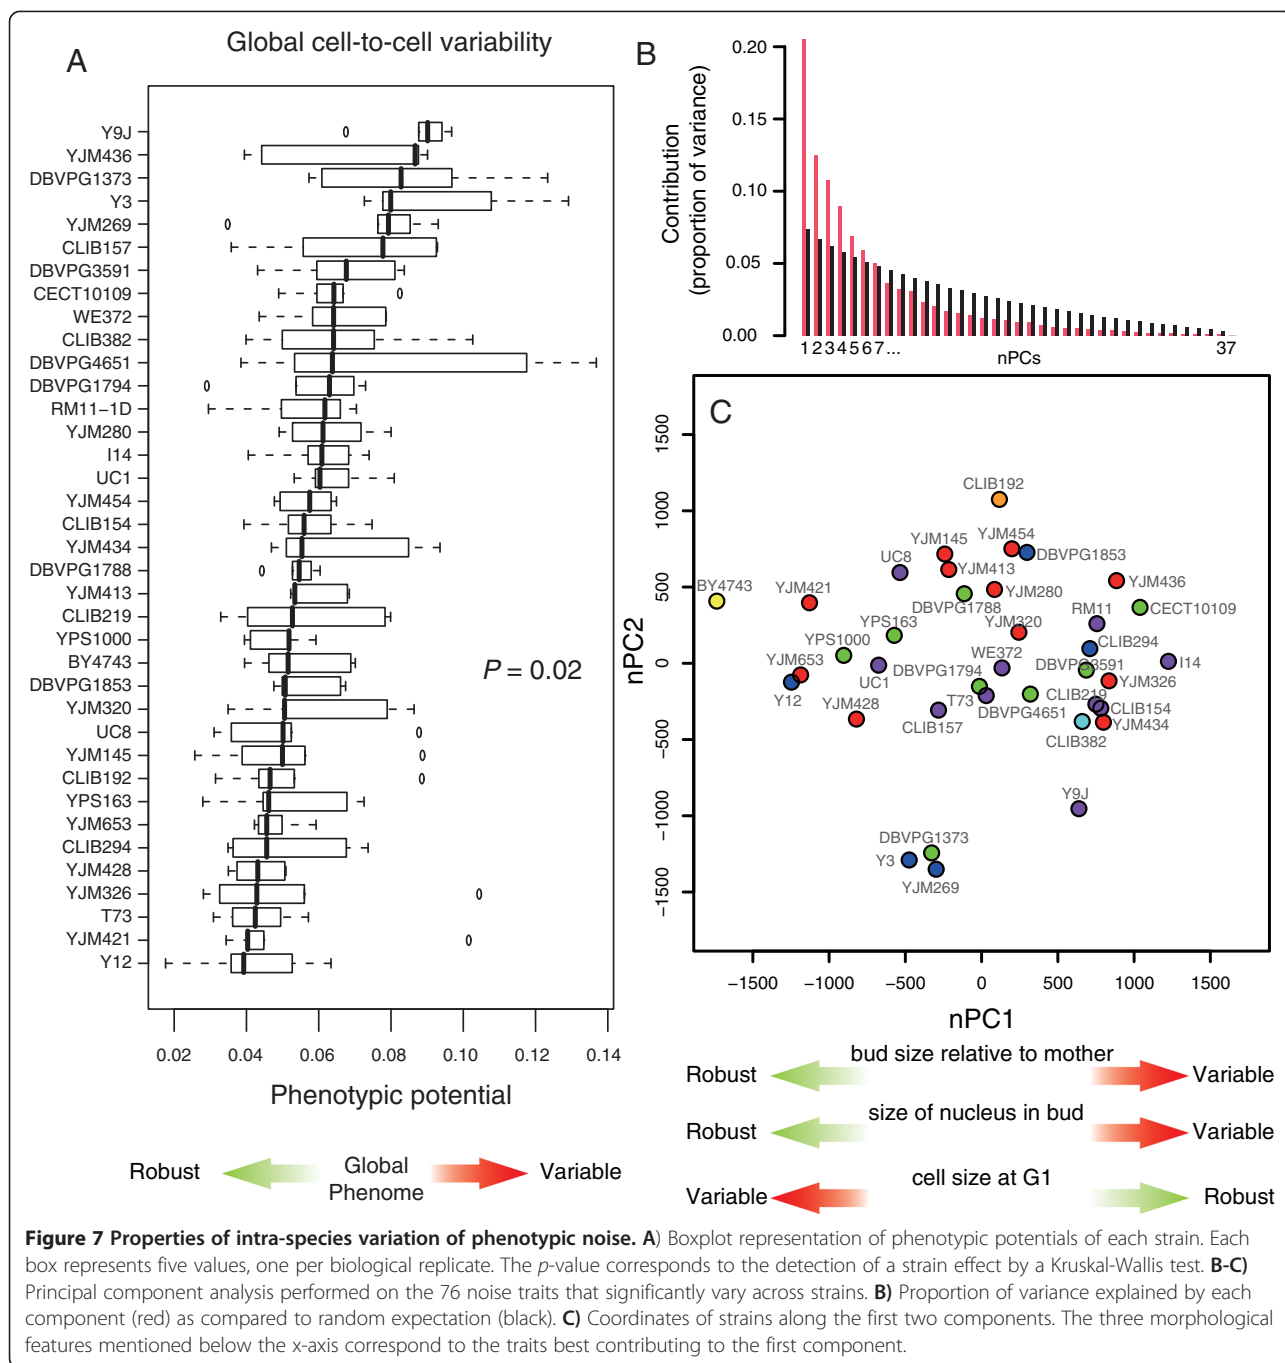 A
Global cell-to-cell variability
Y9J
YJM436
DBVPG1373
Y3
YJM269
CLIB157
DBVPG3591
CECT10109
WE372
CLIB382
DBVPG4651
DBVPG1794
RM11−1D
YJM280
I14
UC1
YJM454
CLIB154
YJM434
DBVPG1788
YJM413
CLIB219
YPS1000
BY4743
DBVPG1853
YJM320
UC8
YJM145
CLIB192
YPS163
YJM653
CLIB294
YJM428
YJM326
T73
YJM421
Y12
P = 0.02
0.02 0.04 0.06 0.08 0.10 0.12 0.14
Phenotypic potential
Robust Global Phenome Variable
B
Contribution
(proportion of variance)
0.20
0.15
0.10
0.05
0.00
1 2 3 4 5 6 7 ... nPCs 37
C
nPC2
1500
1000
500
0
−500
−1000
−1500
CLIB192
YJM145
YJM454
UC8
DBVPG1853
YJM413
BY4743
YJM421
YJM280
YJM436
DBVPG1788
RM11
CECT10109
YPS163
YJM320
YPS1000
CLIB294
WE372
YJM653
DBVPG1794
DBVPG3591
I14
UC1
YJM326
Y12
T73
CLIB219
YJM428
DBVPG4651
CLIB154
CLIB157
YJM434
CLIB382
Y9J
DBVPG1373
Y3
YJM269
−1500 −1000 −500 0 500 1000 1500
nPC1
bud size relative to mother
Robust Variable
size of nucleus in bud
Robust Variable
cell size at G1
Variable Robust
Figure 7 Properties of intra-species variation of phenotypic noise. A) Boxplot representation of phenotypic potentials of each strain. Each
box represents five values, one per biological replicate. The p-value corresponds to the detection of a strain effect by a Kruskal-Wallis test. B-C)
Principal component analysis performed on the 76 noise traits that significantly vary across strains. B) Proportion of variance explained by each
component (red) as compared to random expectation (black). C) Coordinates of strains along the first two components. The three morphological
features mentioned below the x-axis correspond to the traits best contributing to the first component.